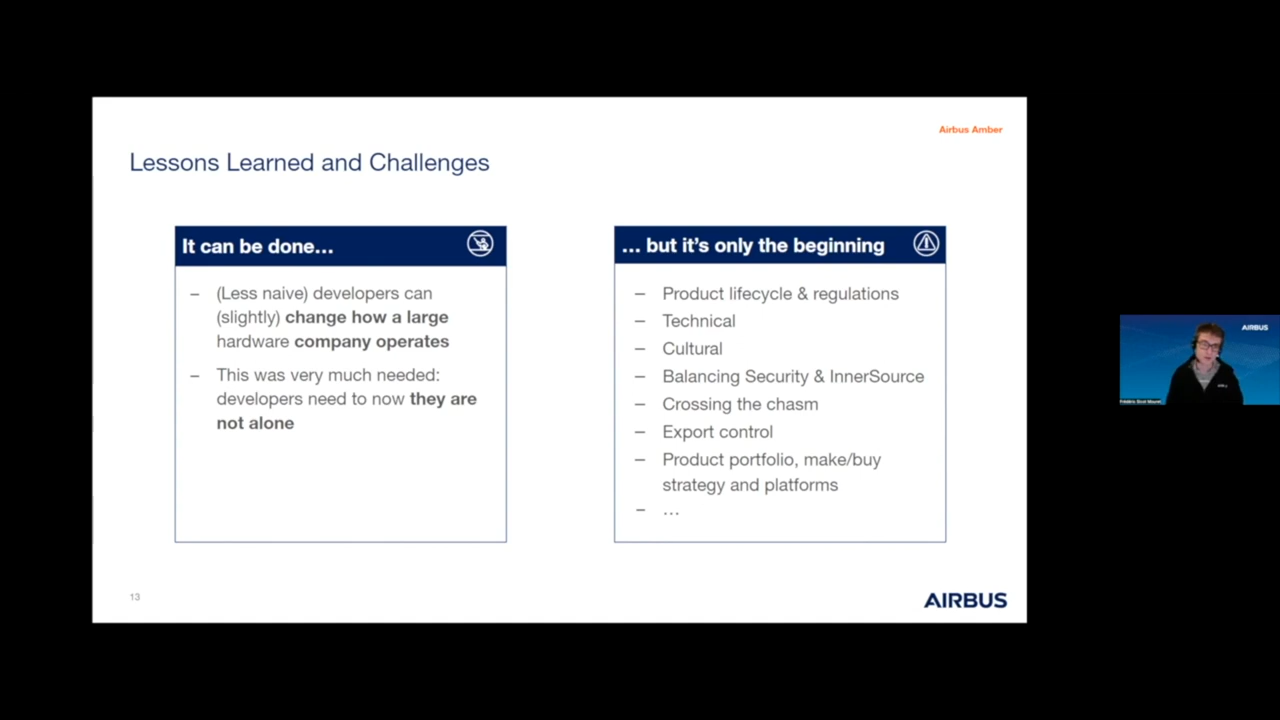 Airbus Amber
Lessons Learned and Challenges
It can be done…
– (Less naive) developers can
(slightly) change how a large
hardware company operates
– This was very much needed:
developers need to now they are
not alone
… but it’s only the beginning
– Product lifecycle & regulations
– Technical
– Cultural
– Balancing Security & InnerSource
– Crossing the chasm
– Export control
– Product portfolio, make/buy
strategy and platforms
– …
13
AIRBUS
AIRBUS